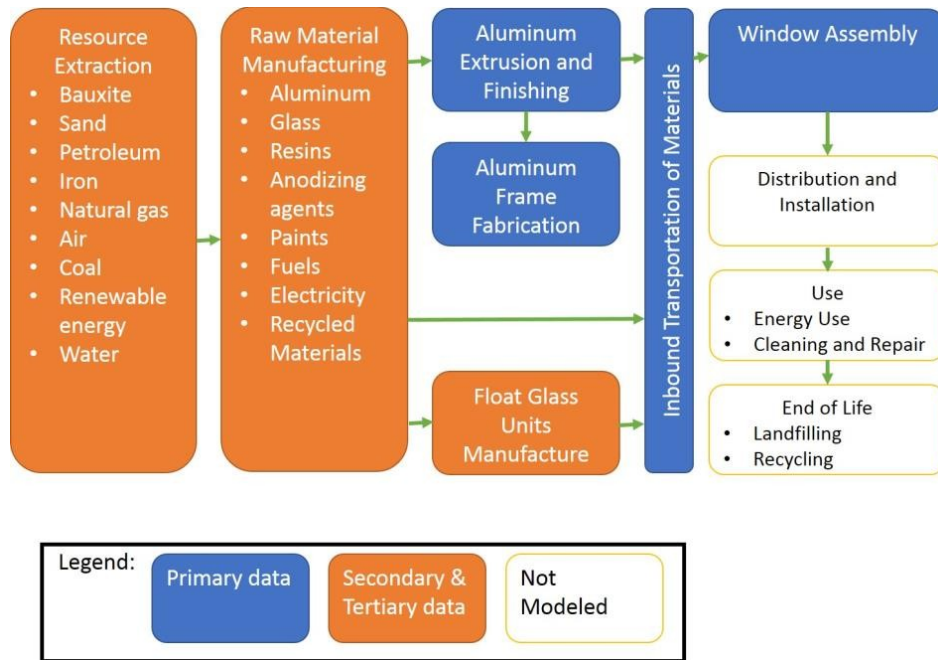 Resource
Extraction
• Bauxite
• Sand
• Petroleum
• Iron
• Natural gas
• Air
• Coal
• Renewable
energy
• Water
Raw Material
Manufacturing
• Aluminum
• Glass
• Resins
• Anodizing
agents
• Paints
• Fuels
• Electricity
• Recycled
Materials
Aluminum
Extrusion and
Finishing
Aluminum
Frame
Fabrication
Float Glass
Units
Manufacture
Inbound Transportation of Materials
Window Assembly
Distribution and
Installation
Use
• Energy Use
• Cleaning and Repair
End of Life
• Landfilling
• Recycling
Legend:
Primary data
Secondary &
Tertiary data
Not
Modeled